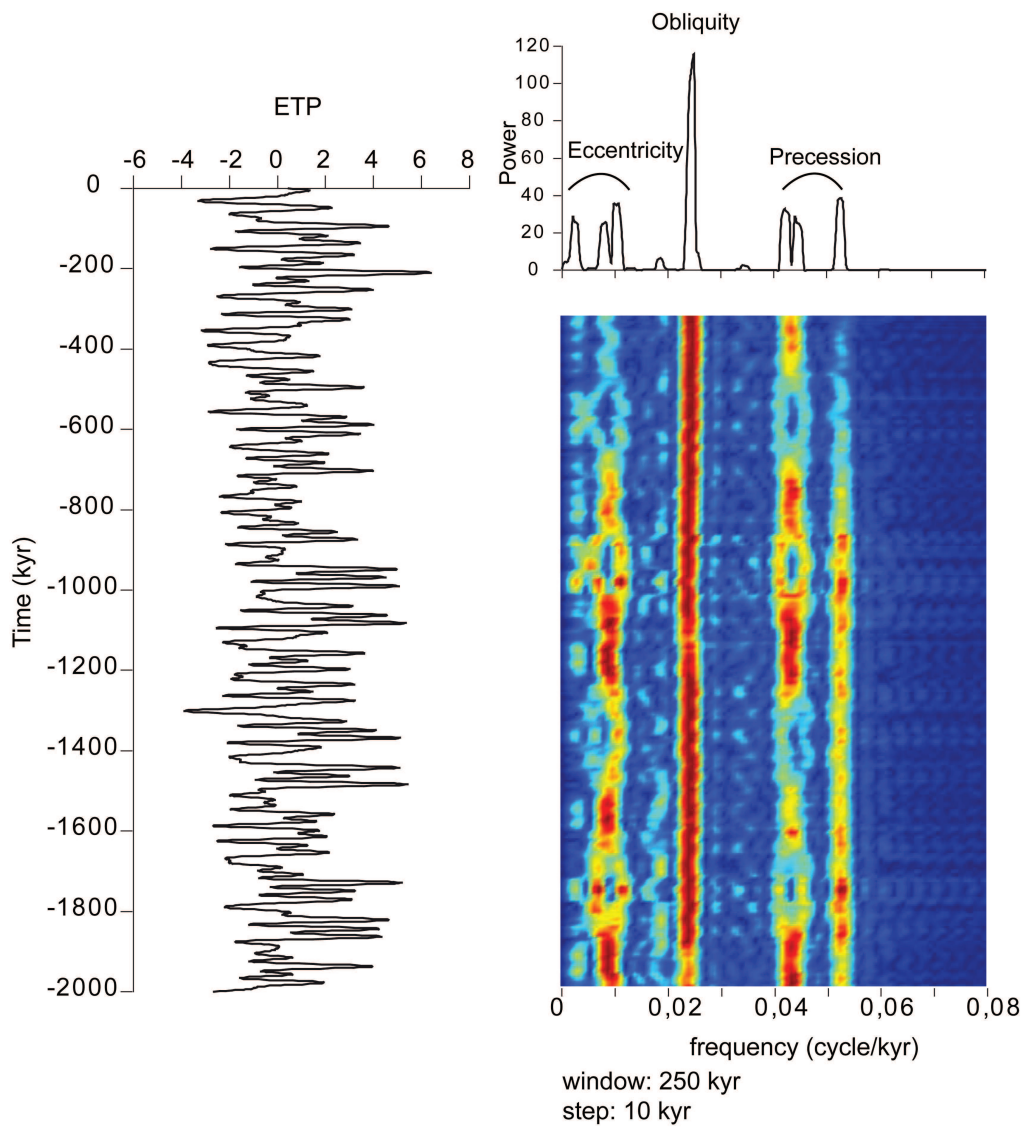 ETP
-6 -4 -2 0 2 4 6 8
Time (kyr)
0
-200
-400
-600
-800
-1000
-1200
-1400
-1600
-1800
-2000
Obliquity
Eccentricity
Precession
Power
120
100
80
60
40
20
0
0 0,02 0,04 0,06 0,08
frequency (cycle/kyr)
window: 250 kyr
step: 10 kyr